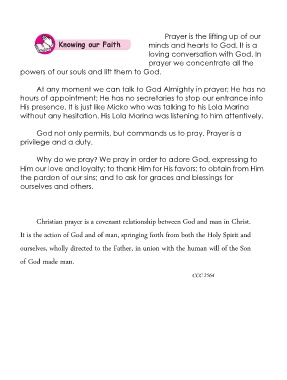 Knowing our Faith
Prayer is the lifting up of our
minds and hearts to God. It is a
loving conversation with God. In
prayer we concentrate all the
powers of our souls and lift them to God.
At any moment we can talk to God Almighty in prayer; He has no
hours of appointment; He has no secretaries to stop our entrance into
His presence. It is just like Micko who was talking to his Lola Marina
without any hesitation. His Lola Marina was listening to him attentively.
God not only permits, but commands us to pray. Prayer is a
privilege and a duty.
Why do we pray? We pray in order to adore God, expressing to
Him our love and loyalty; to thank Him for His favors; to obtain from Him
the pardon of our sins; and to ask for graces and blessings for
ourselves and others.
Christian prayer is a covenant relationship between God and man in Christ.
It is the action of God and of man, springing forth from both the Holy Spirit and
ourselves, wholly directed to the Father, in union with the human will of the Son
of God made man.
CCC 2564